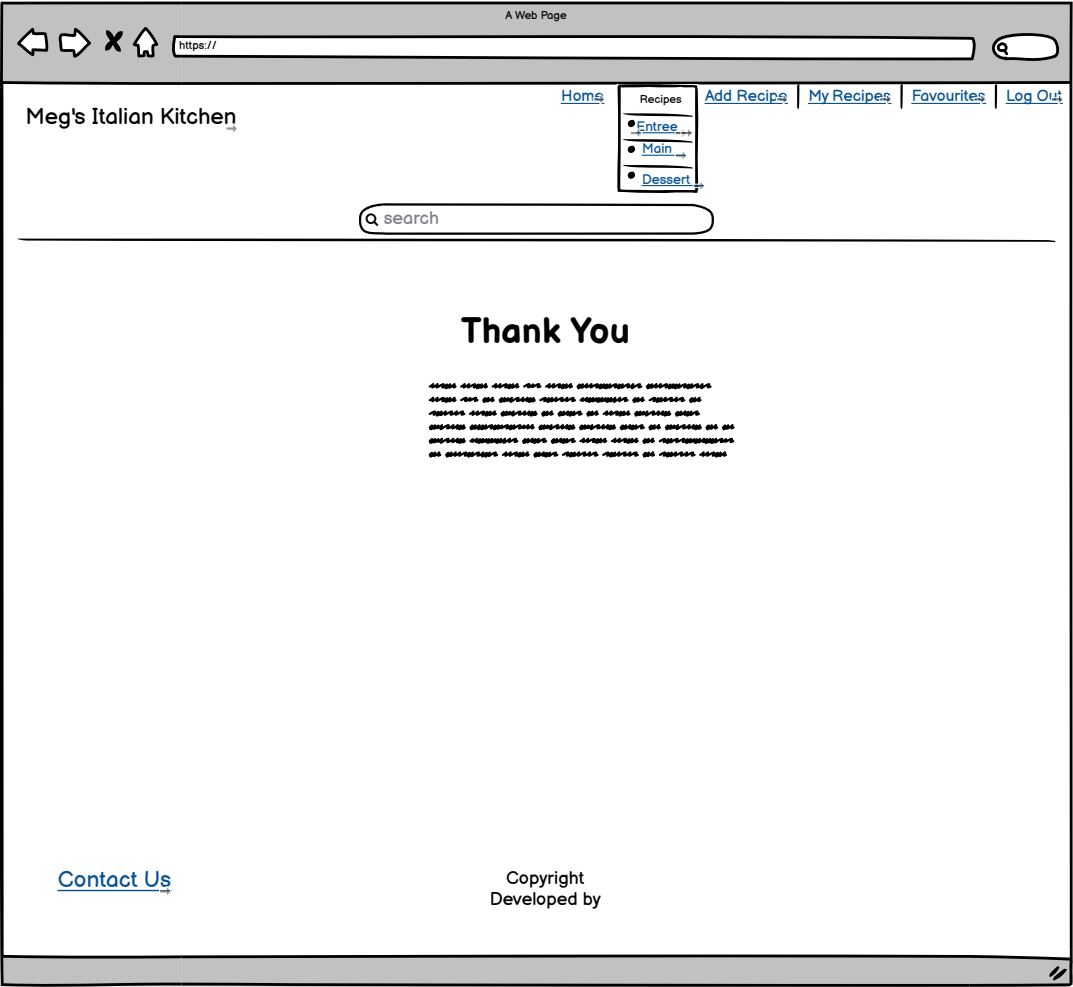 A Web Page
https://
Meg's Italian Kitchen
Home
Recipes
Add Recipe
My Recipes
Favourites
Log Out
Entree
Main
Dessert
search
Thank You
Contact Us
Copyright
Developed by